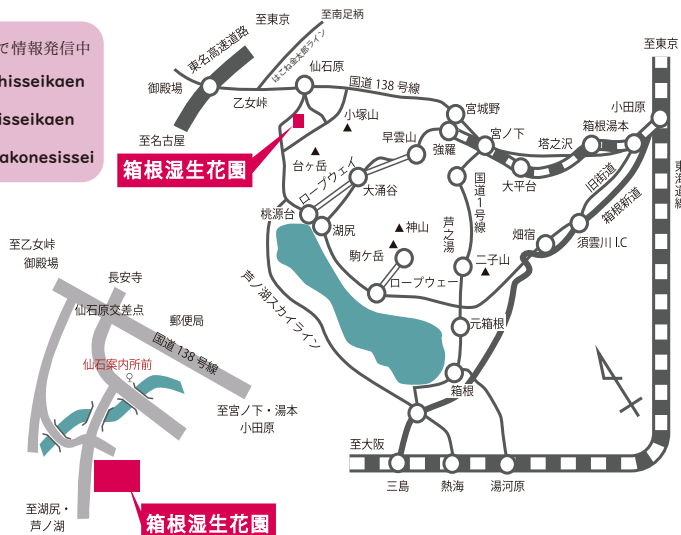 で情報発信中
hisseikaen
isseikaen
akonesissei
至東京
至南足柄
東名高速道路
はこね金太郎ライン
御殿場
乙女峠
仙石原
国道 138 号線
至名古屋
箱根湿生花園
小塚山
台ヶ岳
早雲山
強羅
宮城野
宮ノ下
塔之沢
箱根湯本
小田原
至東京
大平台
旧街道
箱根新道
東海道線
ロープウェイ
大涌谷
桃源台
湖尻
神山
駒ケ岳
ロープウェー
国道1号線
芦之湯
二子山
畑宿
須雲川 I.C
元箱根
箱根
芦ノ湖スカイライン
至大阪
三島
熱海
湯河原
至乙女峠
御殿場
長安寺
仙石原交差点
郵便局
国道 138 号線
仙石案内所前
至宮ノ下・湯本
小田原
至湖尻・
芦ノ湖
箱根湿生花園